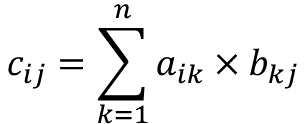 c_{ij} = \sum_{k=1}^{n} a_{ik} \times b_{kj}